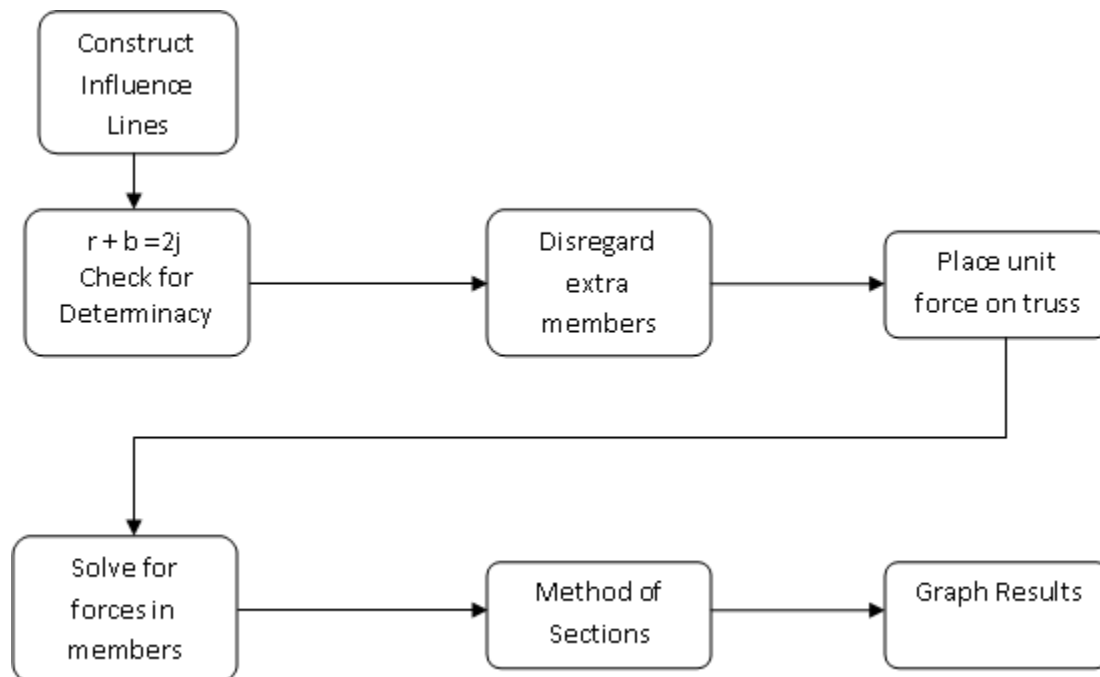 Construct
Influence
Lines
r + b =2j
Check for
Determinacy
Disregard
extra
members
Place unit
force on truss
Solve for
forces in
members
Method of
Sections
Graph Results